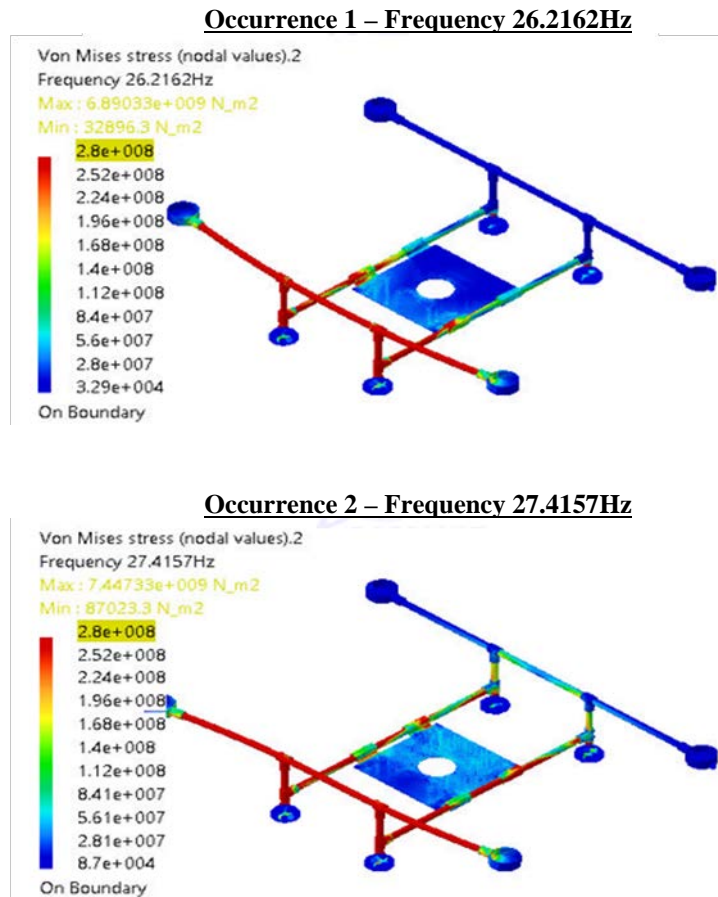 Occurrence 1 – Frequency 26.2162Hz
Von Mises stress (nodal values).2
Frequency 26.2162Hz
Max : 6.89033e+009 N_m2
Min : 32896.3 N_m2
2.8e+008
2.52e+008
2.24e+008
1.96e+008
1.68e+008
1.4e+008
1.12e+008
8.4e+007
5.6e+007
2.8e+007
3.29e+004
On Boundary
Occurrence 2 – Frequency 27.4157Hz
Von Mises stress (nodal values).2
Frequency 27.4157Hz
Max : 7.44733e+009 N_m2
Min : 87023.3 N_m2
2.8e+008
2.52e+008
2.24e+008
1.96e+008
1.68e+008
1.4e+008
1.12e+008
8.41e+007
5.61e+007
2.81e+007
8.7e+004
On Boundary